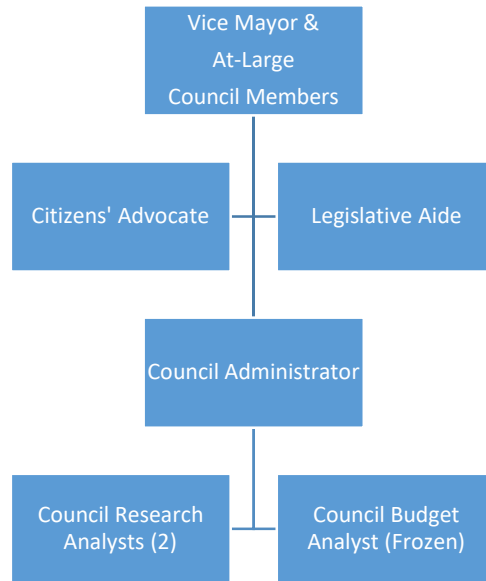 Vice Mayor &
At-Large
Council Members
Citizens' Advocate
Legislative Aide
Council Administrator
Council Research
Analysts (2)
Council Budget
Analyst (Frozen)